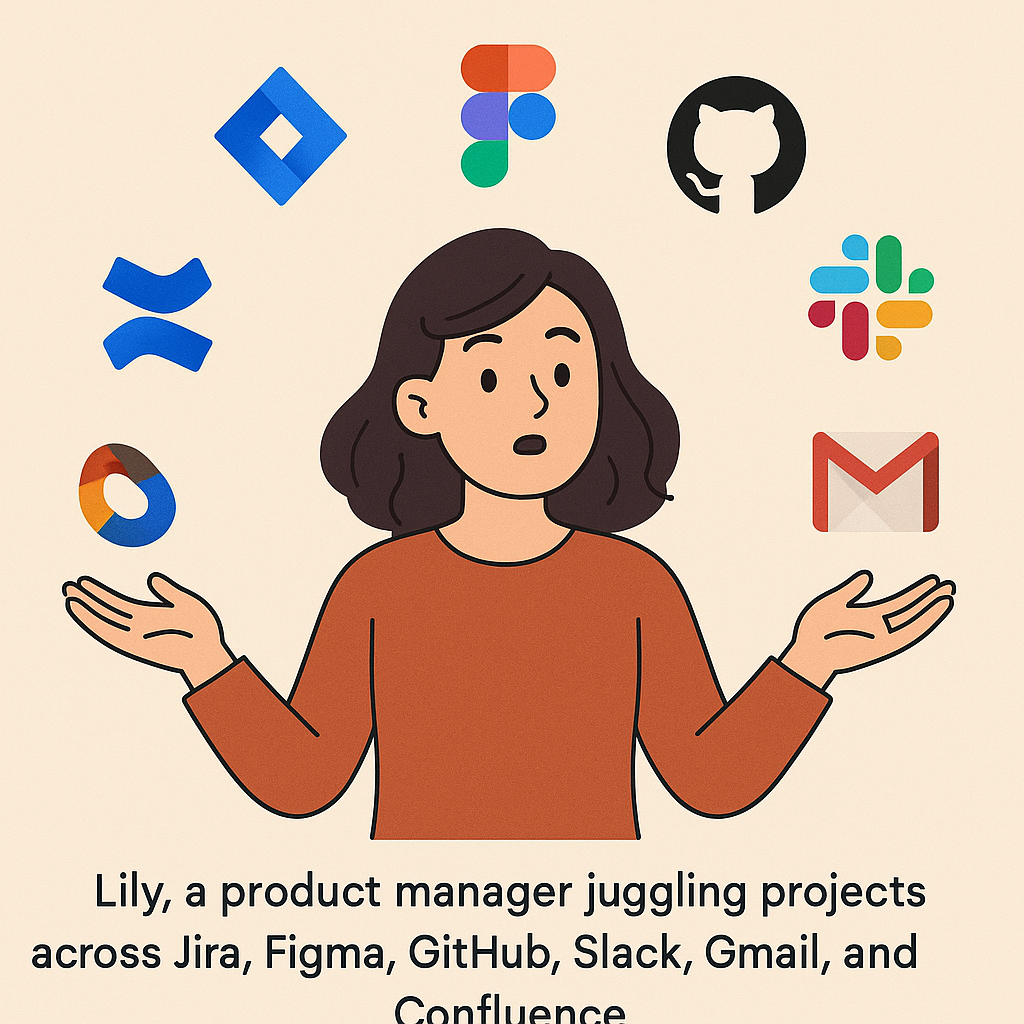 Lily, a product manager juggling projects
across Jira, Figma, GitHub, Slack, Gmail, and
Confluence